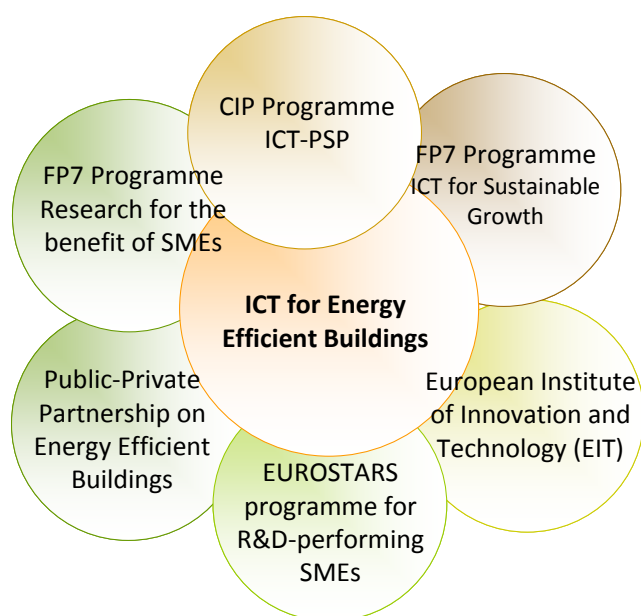 CIP Programme
ICT-PSP
FP7 Programme
ICT for Sustainable
Growth
FP7 Programme
Research for the
benefit of SMEs
ICT for Energy
Efficient Buildings
European Institute
of Innovation and
Technology (EIT)
Public-Private
Partnership on
Energy Efficient
Buildings
EUROSTARS
programme for
R&D-performing
SMEs